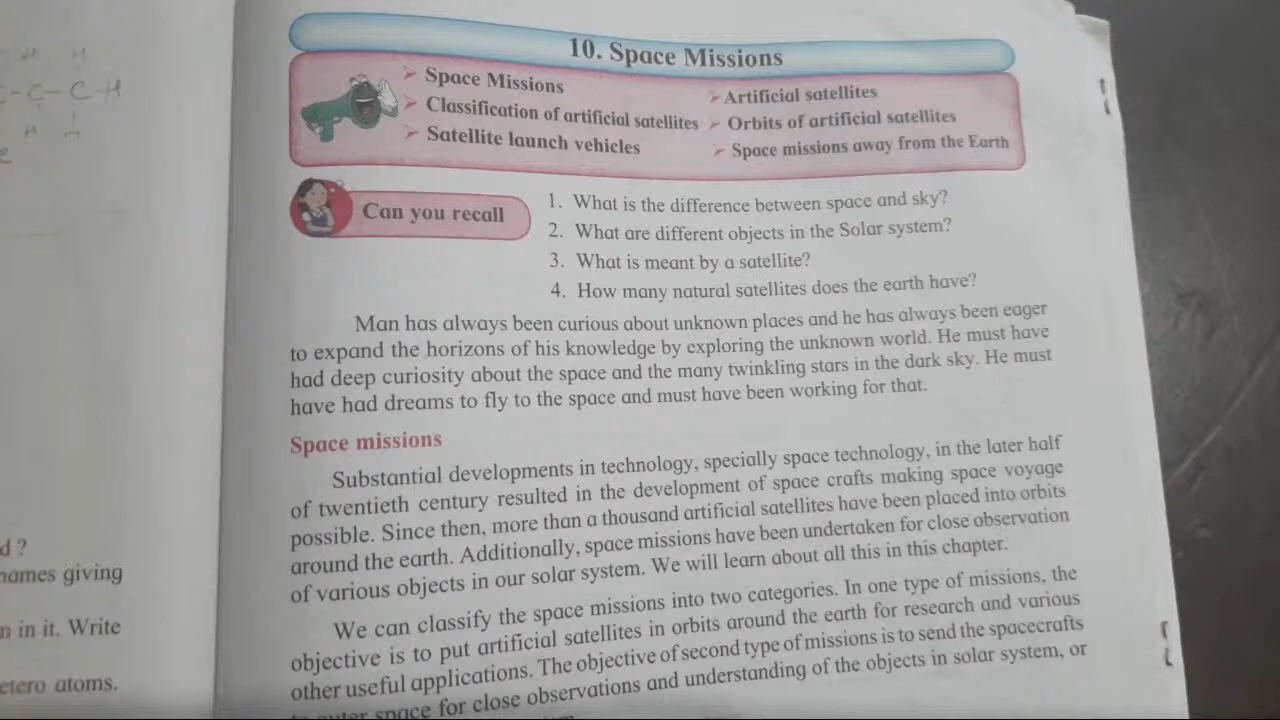 H H
C-C-C-H
H
d ?
names giving
n in it. Write
etero atoms.
10. Space Missions
➢ Space Missions
➢ Classification of artificial satellites
➢ Satellite launch vehicles
➢ Artificial satellites
➢ Orbits of artificial satellites
➢ Space missions away from the Earth
Can you recall
1. What is the difference between space and sky?
2. What are different objects in the Solar system?
3. What is meant by a satellite?
4. How many natural satellites does the earth have?
Man has always been curious about unknown places and he has always been eager
to expand the horizons of his knowledge by exploring the unknown world. He must have
had deep curiosity about the space and the many twinkling stars in the dark sky. He must
have had dreams to fly to the space and must have been working for that.
Space missions
Substantial developments in technology, specially space technology, in the later half
of twentieth century resulted in the development of space crafts making space voyage
possible. Since then, more than a thousand artificial satellites have been placed into orbits
around the earth. Additionally, space missions have been undertaken for close observation
of various objects in our solar system. We will learn about all this in this chapter.
We can classify the space missions into two categories. In one type of missions, the
objective is to put artificial satellites in orbits around the earth for research and various
other useful applications. The objective of second type of missions is to send the spacecrafts
outer space for close observations and understanding of the objects in solar system, or